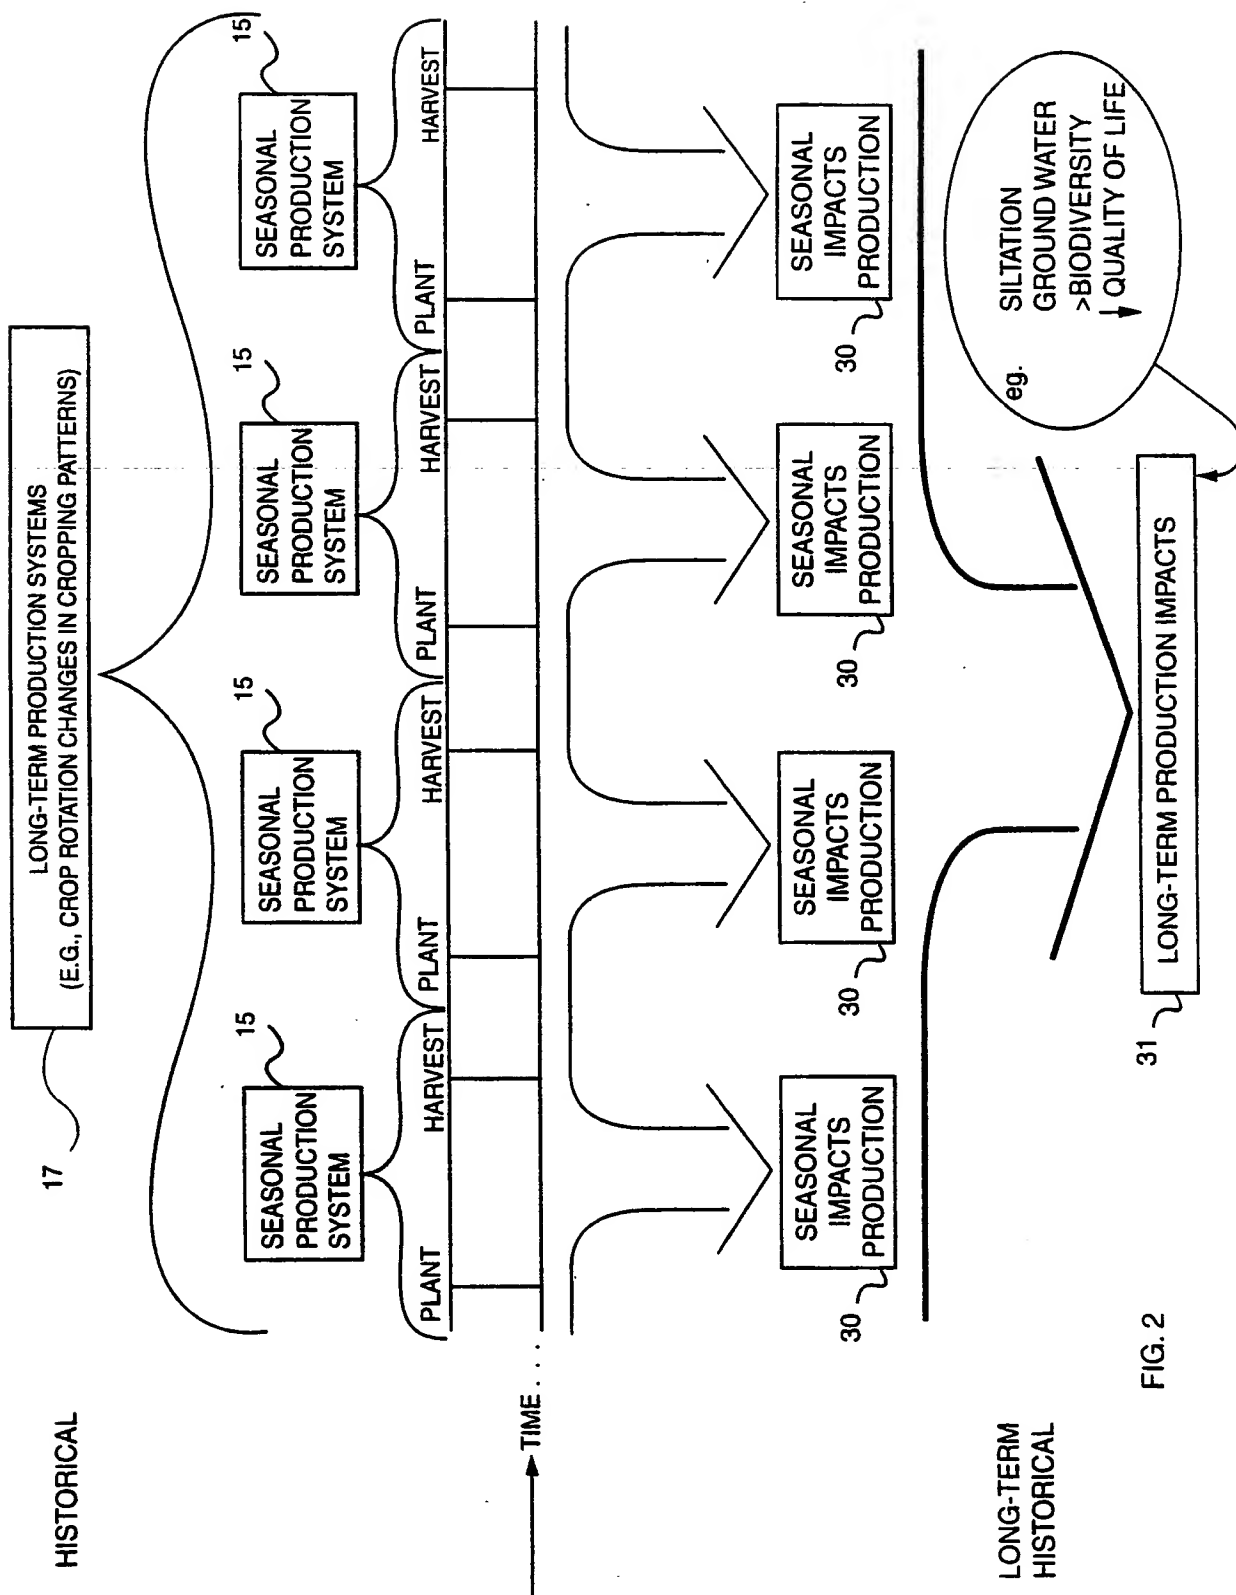 HISTORICAL
17
LONG-TERM PRODUCTION SYSTEMS
(E.G., CROP ROTATION CHANGES IN CROPPING PATTERNS)
15
15
15
15
SEASONAL
PRODUCTION
SYSTEM
SEASONAL
PRODUCTION
SYSTEM
SEASONAL
PRODUCTION
SYSTEM
SEASONAL
PRODUCTION
SYSTEM
PLANT
HARVEST
PLANT
HARVEST
PLANT
HARVEST
PLANT
HARVEST
TIME . . . .
SEASONAL
IMPACTS
PRODUCTION
SEASONAL
IMPACTS
PRODUCTION
SEASONAL
IMPACTS
PRODUCTION
SEASONAL
IMPACTS
PRODUCTION
30
30
30
30
LONG-TERM
HISTORICAL
eg.
SILTATION
GROUND WATER
>BIODIVERSITY
↓ QUALITY OF LIFE
31
LONG-TERM PRODUCTION IMPACTS
FIG. 2